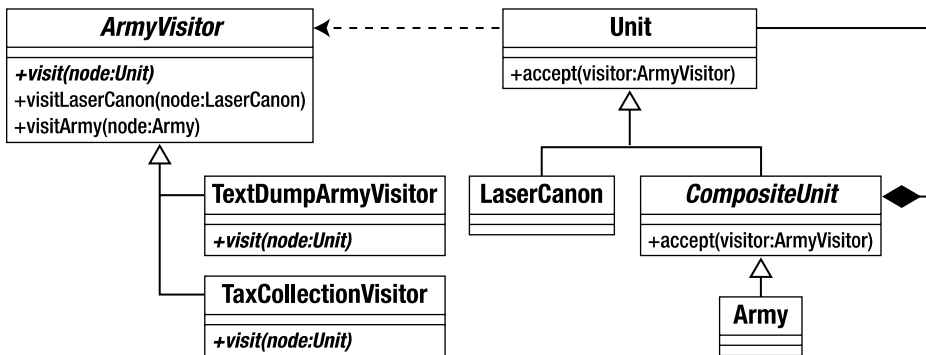 ArmyVisitor
+visit(node:Unit)
+visitLaserCanon(node:LaserCanon)
+visitArmy(node:Army)
Unit
+accept(visitor:ArmyVisitor)
TextDumpArmyVisitor
+visit(node:Unit)
TaxCollectionVisitor
+visit(node:Unit)
LaserCanon
CompositeUnit
+accept(visitor:ArmyVisitor)
Army